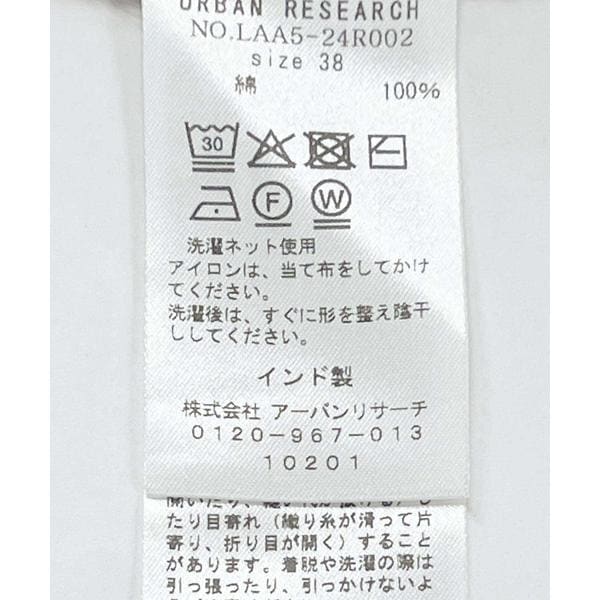 URBAN RESEARCH
NO.LAA5-24R002
size 38
綿 100%
30
F W
洗濯ネット使用
アイロンは、当て布をしてかけ
てください。
洗濯後は、すぐに形を整え陰干
ししてください。
インド製
株式会社 アーバンリサーチ
0120-967-013
10201
たり目寄れ（織り糸が滑って片
寄り、折り目が開く）すること
があります。着脱や洗濯の際は
引っ張ったり、引っかけないよ